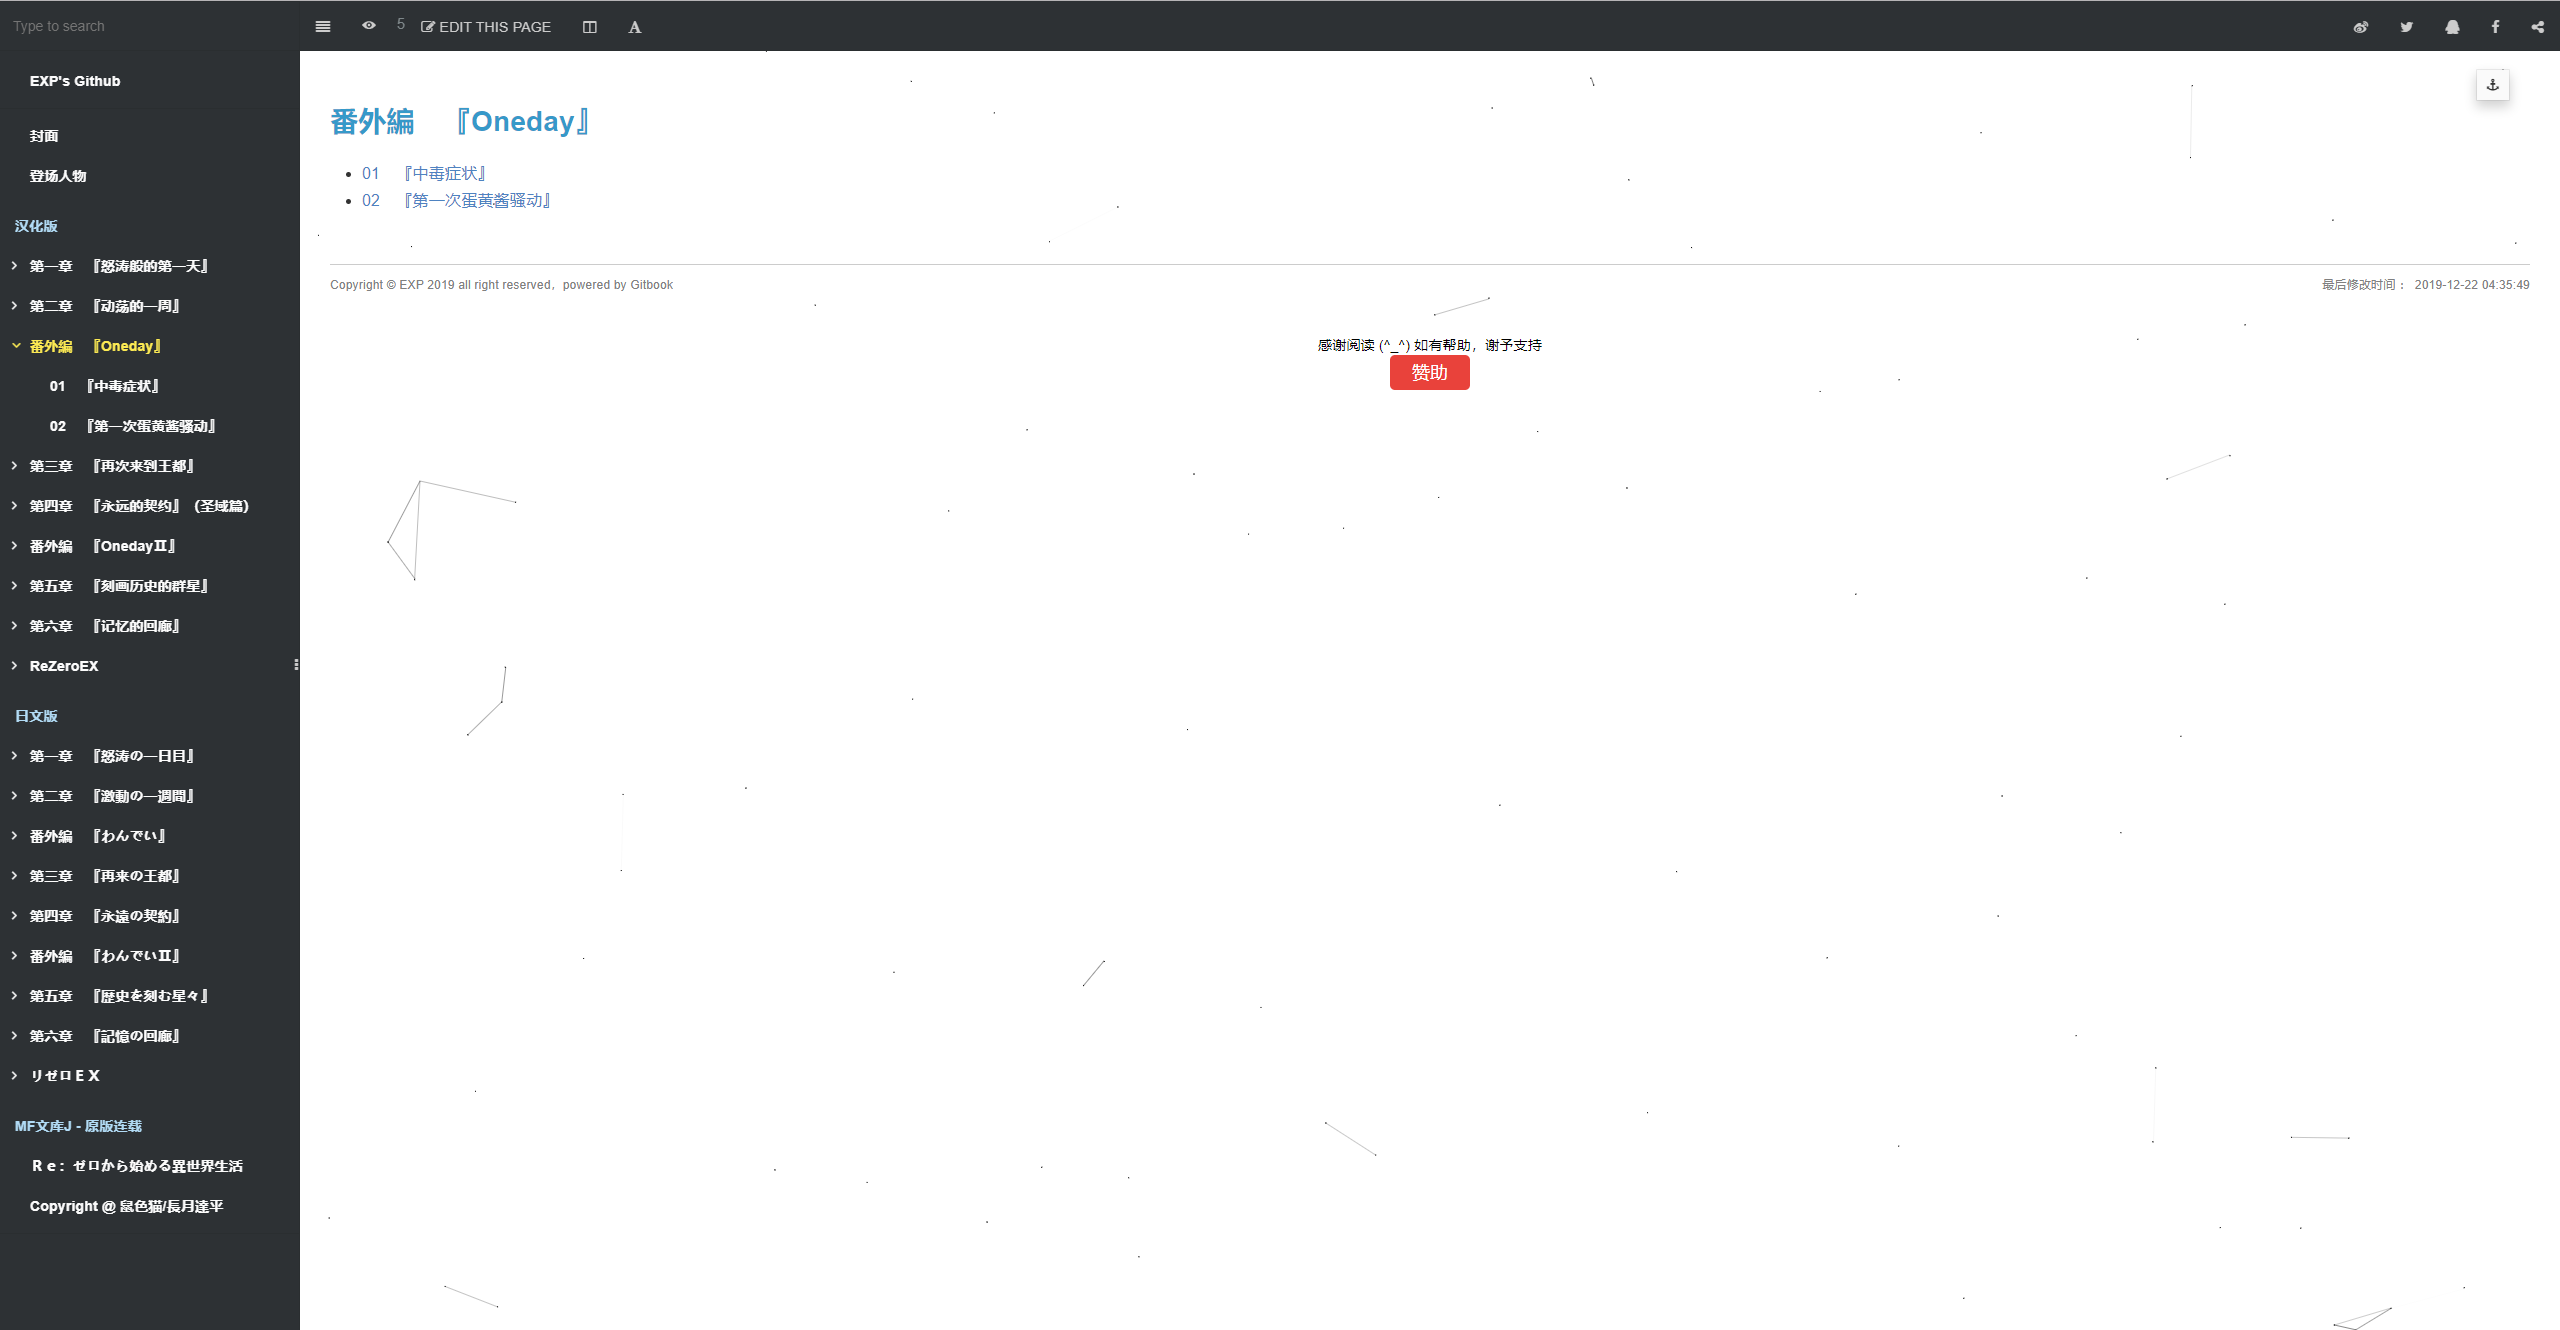 Type to search
5
EDIT THIS PAGE
EXP's Github
封面
登场人物
汉化版
第一章　『怒涛般的第一天』
第二章　『动荡的一周』
番外編　『Oneday』
01　『中毒症状』
02　『第一次蛋黄酱骚动』
第三章　『再次来到王都』
第四章　『永远的契约』（圣域篇）
番外編　『OnedayⅡ』
第五章　『刻画历史的群星』
第六章　『记忆的回廊』
ReZeroEX
日文版
第一章　『怒涛の一日目』
第二章　『激動の一週間』
番外編　『わんでい』
第三章　『再来の王都』
第四章　『永遠の契約』
番外編　『わんでいⅡ』
第五章　『歴史を刻む星々』
第六章　『記憶の回廊』
リゼロＥＸ
MF文库J - 原版连载
Ｒｅ：ゼロから始める異世界生活
Copyright @ 鼠色猫/長月達平
番外編　『Oneday』
01　『中毒症状』
02　『第一次蛋黄酱骚动』
Copyright © EXP 2019 all right reserved，powered by Gitbook
最后修改时间： 2019-12-22 04:35:49
感谢阅读 (^_^) 如有帮助，谢予支持
赞助